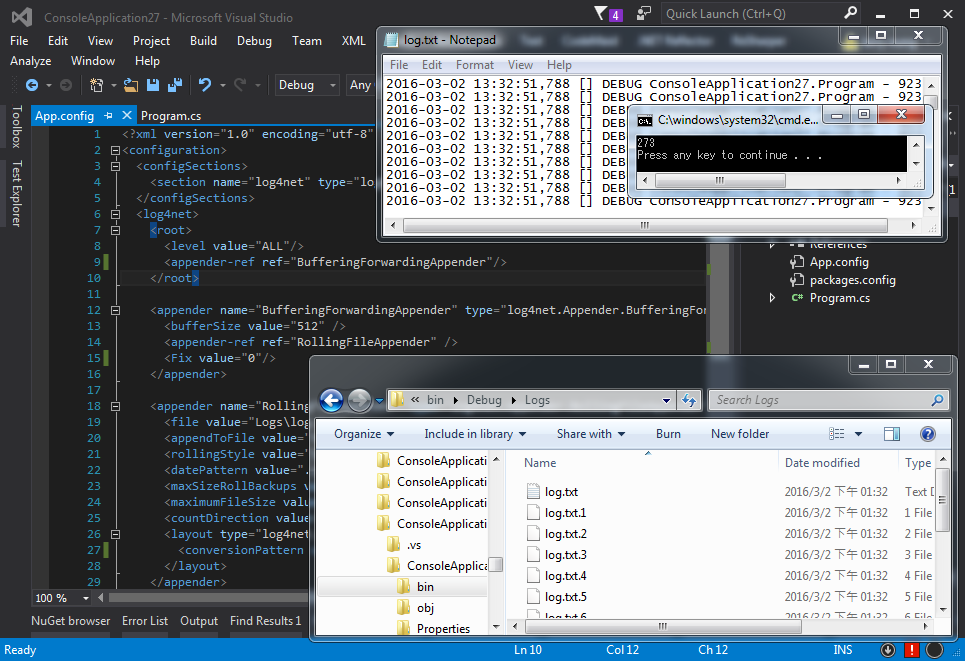 ConsoleApplication27 - Microsoft Visual Studio
4
Quick Launch (Ctrl+Q)
File Edit View Project Build Debug Team XML
Analyze Window Help
Debug Any
App.config Program.cs
Toolbox
Test Explorer
1 <?xml version="1.0" encoding="utf-8"
2 <configuration>
3 <configSections>
4 <section name="log4net" type="lo
5 </configSections>
6 <log4net>
7 <root>
8 <level value="ALL"/>
9 <appender-ref ref="BufferingForwardingAppender"/>
10 </root>
11
12 <appender name="BufferingForwardingAppender" type="log4net.Appender.BufferingFor
13 <bufferSize value="512" />
14 <appender-ref ref="RollingFileAppender" />
15 <Fix value="0"/>
16 </appender>
17
18 <appender name="Rolling
19 <file value="Logs\log
20 <appendToFile value="
21 <rollingStyle value="
22 <datePattern value=".
23 <maxSizeRollBackups v
24 <maximumFileSize valu
25 <countDirection value
26 <layout type="log4net
27 <conversionPattern
28 </layout>
29 </appender>
100 %
log.txt - Notepad
File Edit Format View Help
2016-03-02 13:32:51,788 [] DEBUG ConsoleApplication27.Program - 923
2016-03-02 13:32:51,788 [] DEBUG ConsoleApplication27.Program - 923
2016-03-02 13:32:51,788 [] DEBUG
2016-03-02 13:32:51,788 [] DEBUG
2016-03-02 13:32:51,788 [] DEBUG
2016-03-02 13:32:51,788 [] DEBUG
2016-03-02 13:32:51,788 [] DEBUG
2016-03-02 13:32:51,788 [] DEBUG
2016-03-02 13:32:51,788 [] DEBUG
2016-03-02 13:32:51,788 [] DEBUG ConsoleApplication27.Program - 923
C:\windows\system32\cmd.e...
273
Press any key to continue . . .
References
App.config
packages.config
Program.cs
« bin Debug Logs
Search Logs
Organize Include in library Share with Burn New folder
ConsoleApplicati
ConsoleApplicati
ConsoleApplicati
ConsoleApplicati
.vs
ConsoleApplica
bin
obj
Properties
Name Date modified Type
log.txt 2016/3/2 下午 01:32 Text D
log.txt.1 2016/3/2 下午 01:32 1 File
log.txt.2 2016/3/2 下午 01:32 2 File
log.txt.3 2016/3/2 下午 01:32 3 File
log.txt.4 2016/3/2 下午 01:32 4 File
log.txt.5 2016/3/2 下午 01:32 5 File
log.txt.6 2016/3/2 下午 01:32 6 File
NuGet browser Error List Output Find Results 1
Ready Ln 10 Col 12 Ch 12 INS